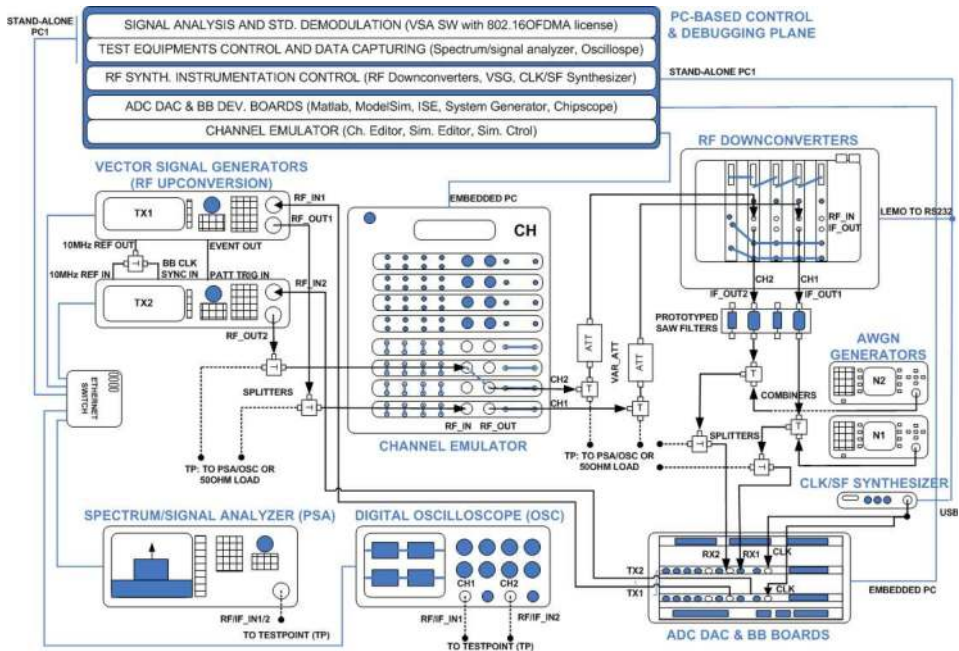 STAND-ALONE
PC1
SIGNAL ANALYSIS AND STD. DEMODULATION (VSA SW with 802.16OFDMA license)
TEST EQUIPMENTS CONTROL AND DATA CAPTURING (Spectrum/signal analyzer, Oscillospe)
RF SYNTH. INSTRUMENTATION CONTROL (RF Downconverters, VSG, CLK/SF Synthesizer)
ADC DAC & BB DEV. BOARDS (Matlab, ModelSim, ISE, System Generator, Chipscope)
CHANNEL EMULATOR (Ch. Editor, Sim. Editor, Sim. Ctrol)
PC-BASED CONTROL
& DEBUGGING PLANE
STAND-ALONE PC1
RF DOWNCONVERTERS
VECTOR SIGNAL GENERATORS
(RF UPCONVERSION)
EMBEDDED PC
TX1
RF_IN1
RF_OUT1
CH
RF_IN
IF_OUT
LEMO TO RS232
10MHz REF OUT
EVENT OUT
T
BB CLK
10MHz REF IN
SYNC IN
PATT TRIG IN
TX2
RF_IN2
RF_OUT2
CH2
CH1
IF_OUT2
IF_OUT1
PROTOTYPED
SAW FILTERS
ATT
ATT
VAR_ATT
AWGN
GENERATORS
N2
N1
ETHERNET
SWITCH
T
SPLITTERS
T
CH2
CH1
T
T
RF_IN
RF_OUT
CHANNEL EMULATOR
T
COMBINERS
T
T
SPLITTERS
T
TP: TO PSA/OSC OR
50OHM LOAD
TP: TO PSA/OSC OR
50OHM LOAD
CLK/SF SYNTHESIZER
USB
SPECTRUM/SIGNAL ANALYZER (PSA)
DIGITAL OSCILLOSCOPE (OSC)
CH1
CH2
RX2
RX1
CLK
TX2
TX1
CLK
EMBEDDED PC
RF/IF_IN1/2
RF/IF_IN1
RF/IF_IN2
TO TESTPOINT (TP)
TO TESTPOINT (TP)
ADC DAC & BB BOARDS